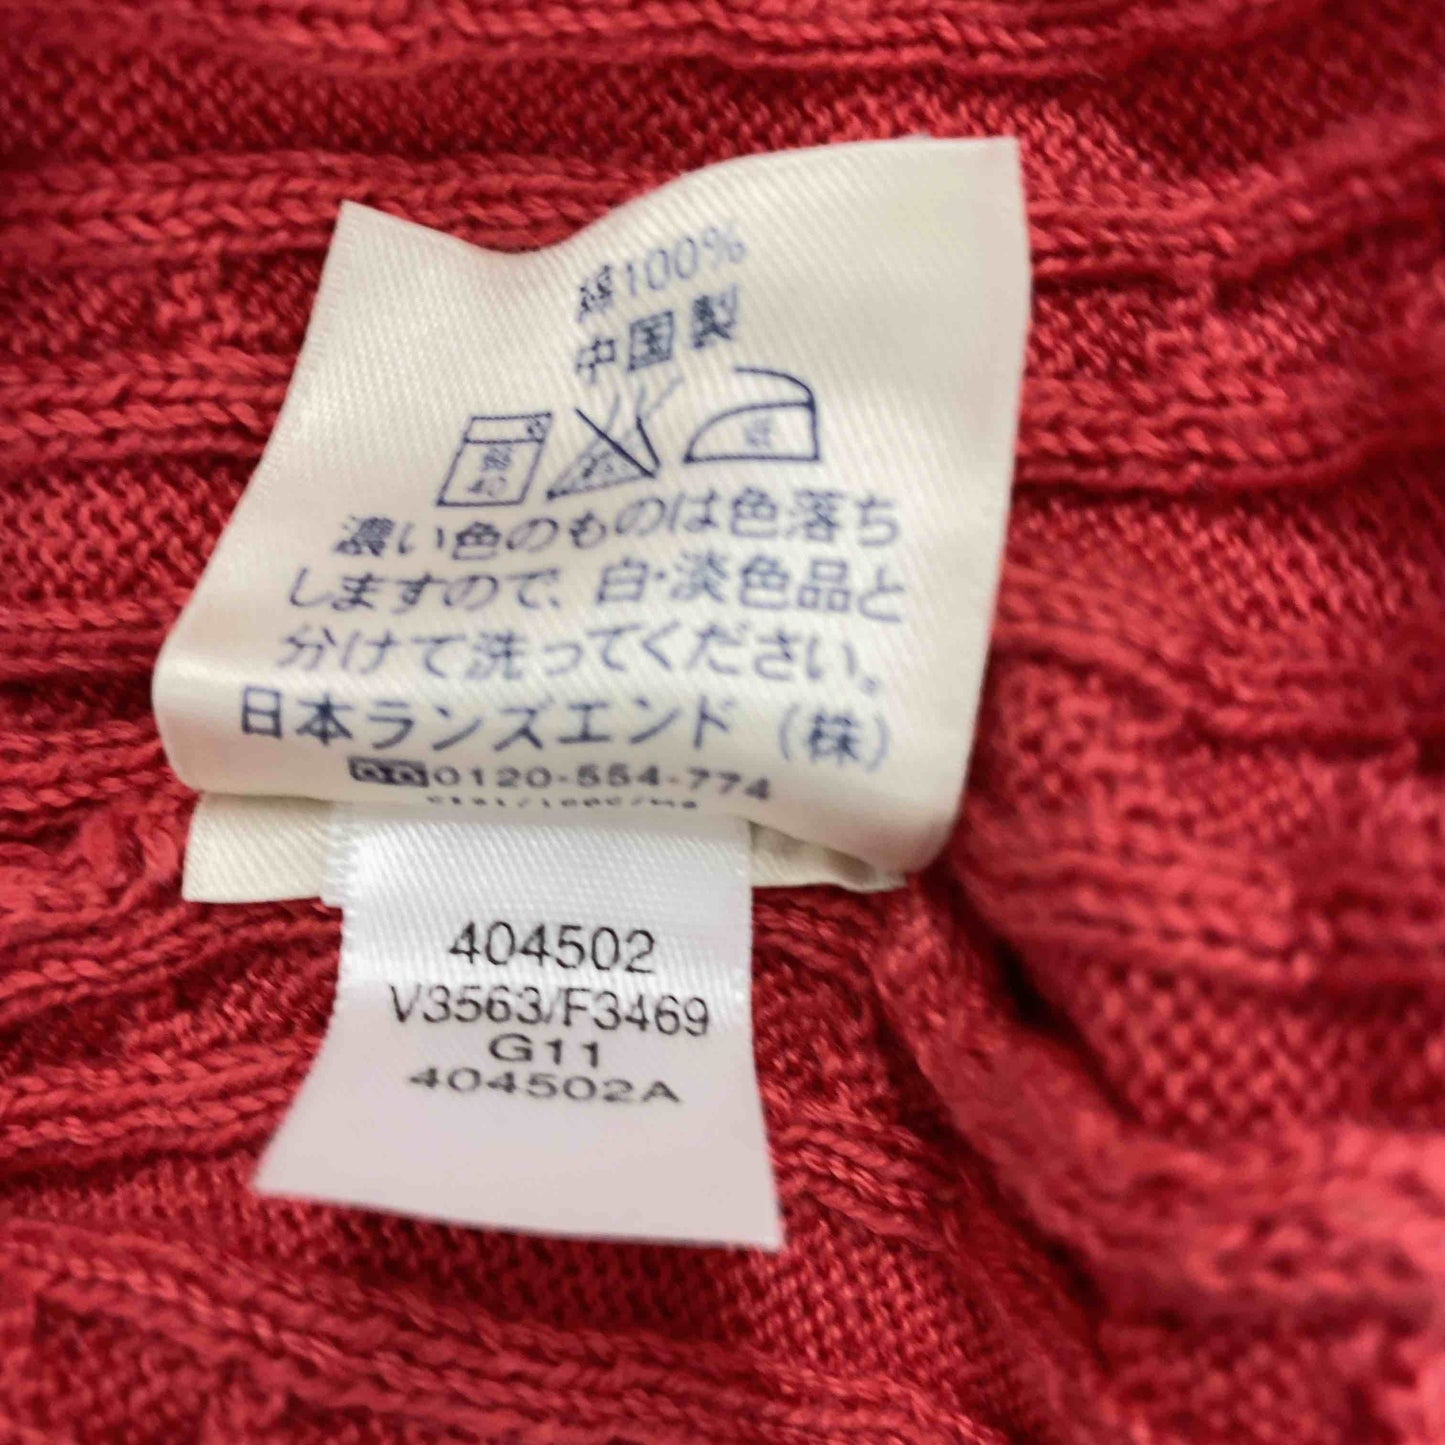 綿100%
中国製
40
濃い色のものは色落ち
しますので、白・淡色品と
分けて洗ってください。
日本ランズエンド(株)
0120-554-774
404502
V3563/F3469
G11
404502A